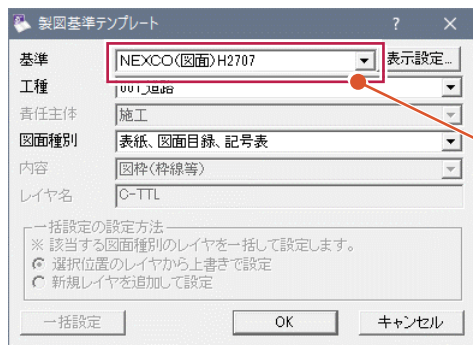 製図基準テンプレート ? ×
基準 NEXCO(図面)H2707 表示設定...
工種 001_道路
責任主体 施工
図面種別 表紙、図面目録、記号表
内容 図枠(枠線等)
レイヤ名 C-TTL
一括設定の設定方法
※ 該当する図面種別のレイヤを一括して設定します。
選択位置のレイヤから上書きで設定
新規レイヤを追加して設定
一括設定 OK キャンセル